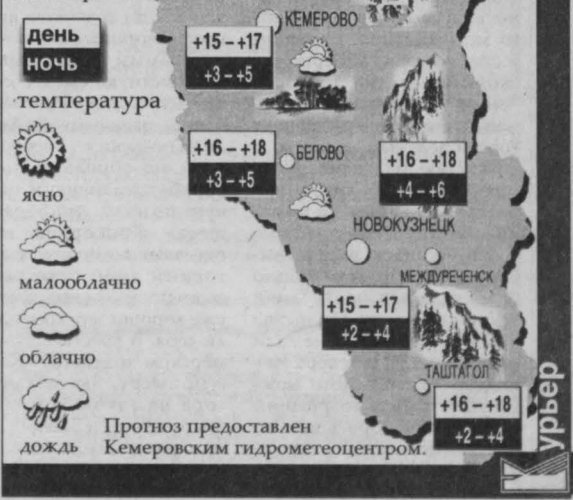 КЕМЕРОВО
день
ночь
температура
+15 – +17
+3 – +5
+16 – +18
+3 – +5
БЕЛОВО
+16 – +18
+4 – +6
ясно
НОВОКУЗНЕЦК
МЕЖДУРЕЧЕНСК
малооблачно
+15 – +17
+2 – +4
облачно
ТАШТАГОЛ
+16 – +18
+2 – +4
дождь
Прогноз предоставлен
Кемеровским гидрометеоцентром.
урьер